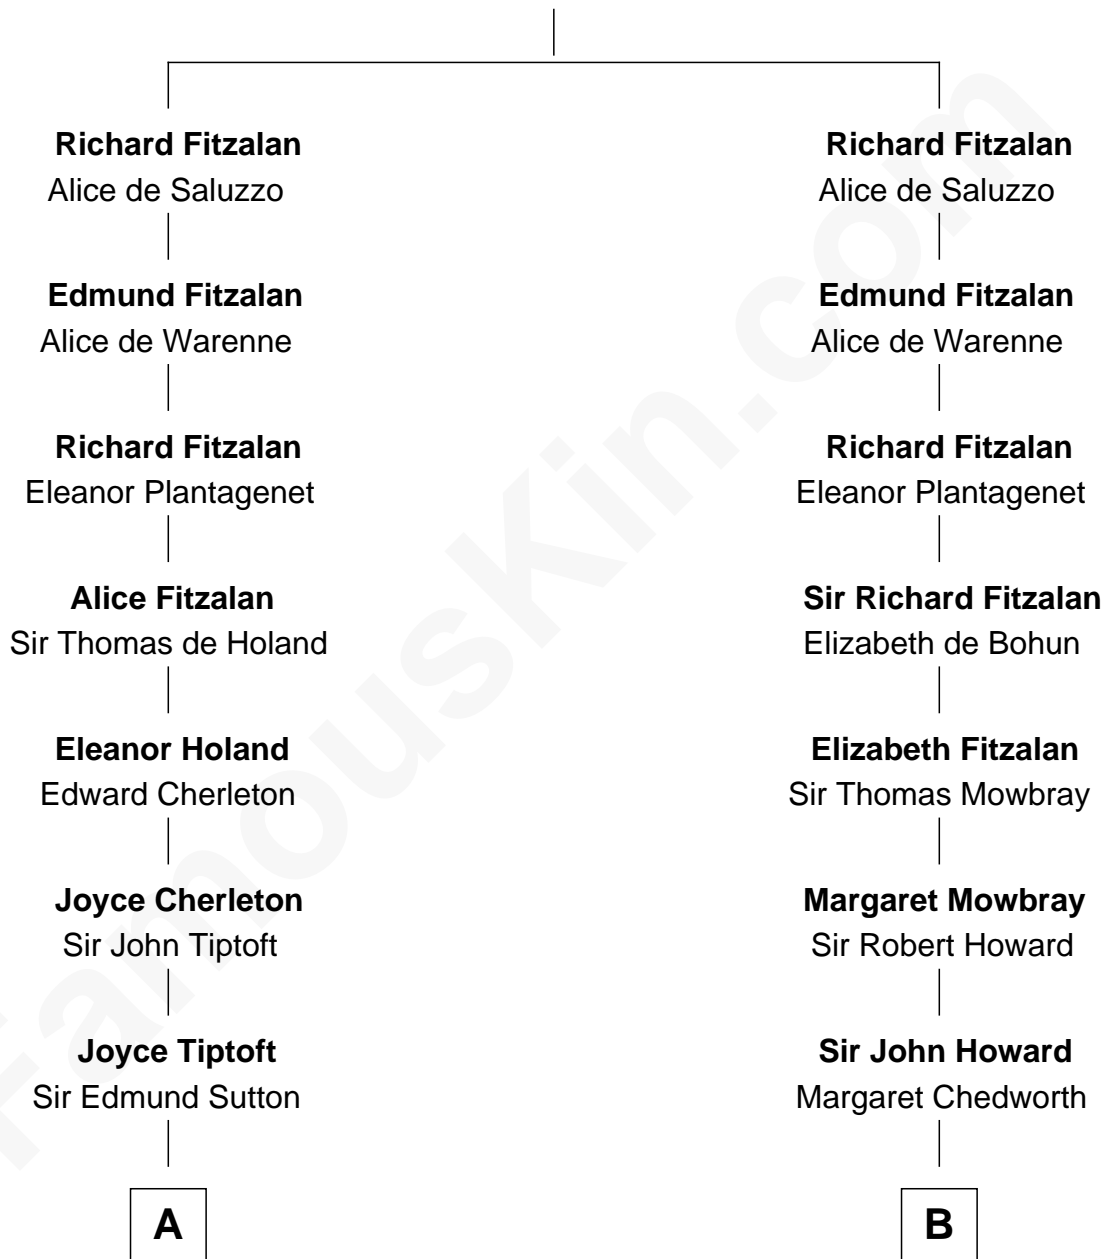 Richard Fitzalan
Alice de Saluzzo
Edmund Fitzalan
Alice de Warenne
Richard Fitzalan
Eleanor Plantagenet
Alice Fitzalan
Sir Thomas de Holand
Eleanor Holand
Edward Cherleton
Joyce Cherleton
Sir John Tiptoft
Joyce Tiptoft
Sir Edmund Sutton
A
Richard Fitzalan
Alice de Saluzzo
Edmund Fitzalan
Alice de Warenne
Richard Fitzalan
Eleanor Plantagenet
Sir Richard Fitzalan
Elizabeth de Bohun
Elizabeth Fitzalan
Sir Thomas Mowbray
Margaret Mowbray
Sir Robert Howard
Sir John Howard
Margaret Chedworth
B
FamousKin.com